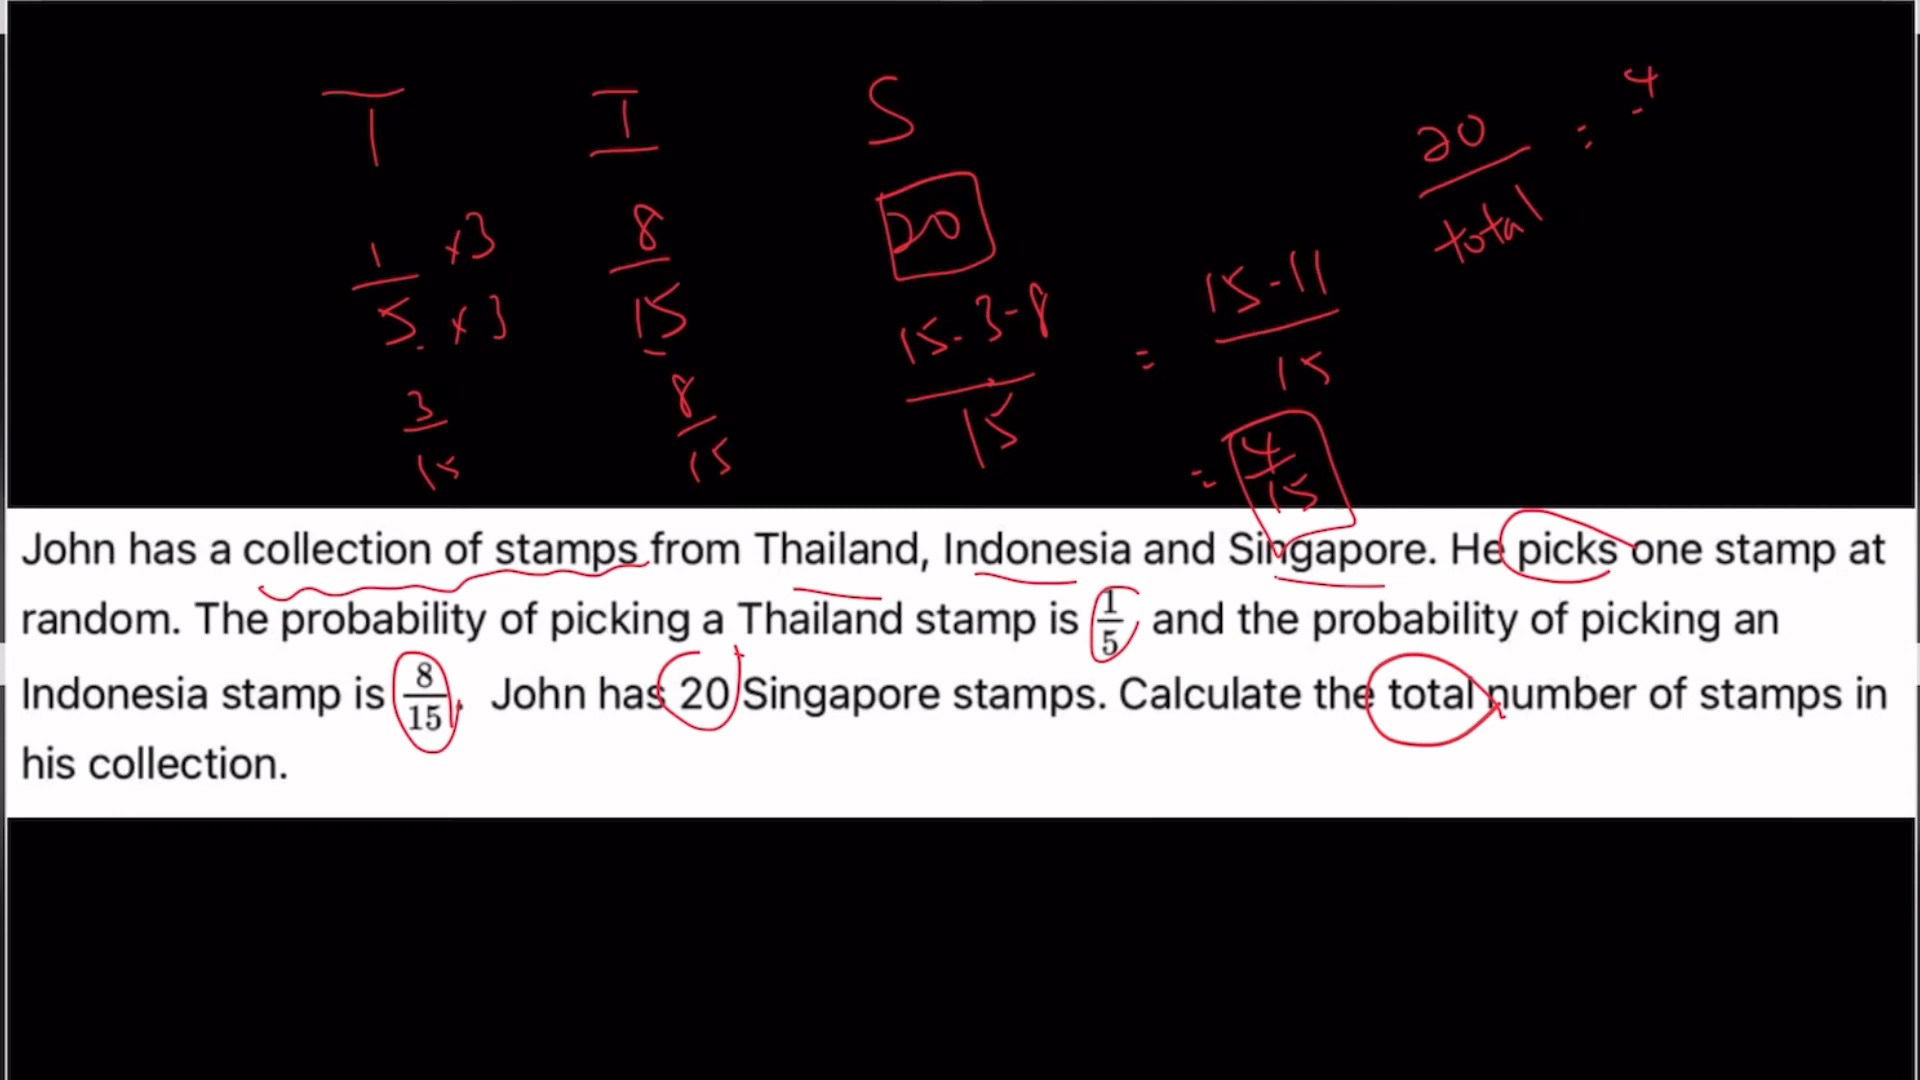 T I S
1/5 ×3 ×3 8/15 20
3/15 8/15 15-3-8/15 = 15-11/15
= 4/15
20/total = 4
John has a collection of stamps from Thailand, Indonesia and Singapore. He picks one stamp at
random. The probability of picking a Thailand stamp is 1/5 and the probability of picking an
Indonesia stamp is 8/15. John has 20 Singapore stamps. Calculate the total number of stamps in
his collection.